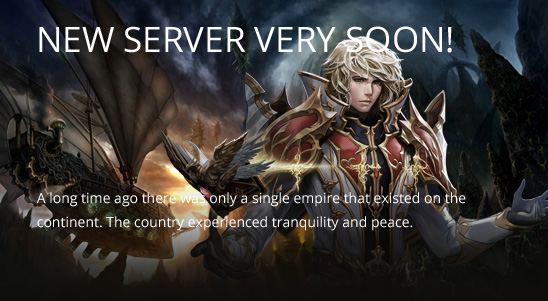 NEW SERVER VERY SOON!
A long time ago there was only a single empire that existed on the
continent. The country experienced tranquility and peace.